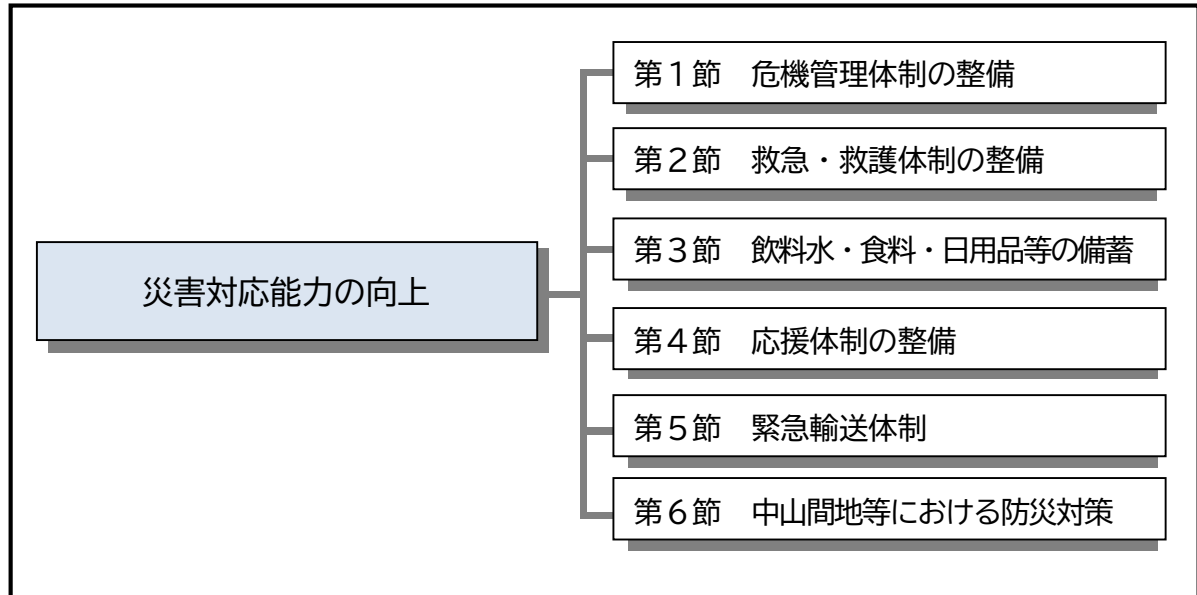 災害対応能力の向上
第１節　危機管理体制の整備
第２節　救急・救護体制の整備
第３節　飲料水・食料・日用品等の備蓄
第４節　応援体制の整備
第５節　緊急輸送体制
第６節　中山間地等における防災対策